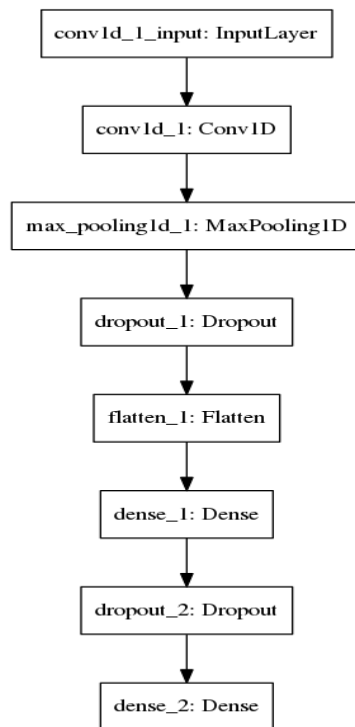 conv1d_1_input: InputLayer
conv1d_1: Conv1D
max_pooling1d_1: MaxPooling1D
dropout_1: Dropout
flatten_1: Flatten
dense_1: Dense
dropout_2: Dropout
dense_2: Dense